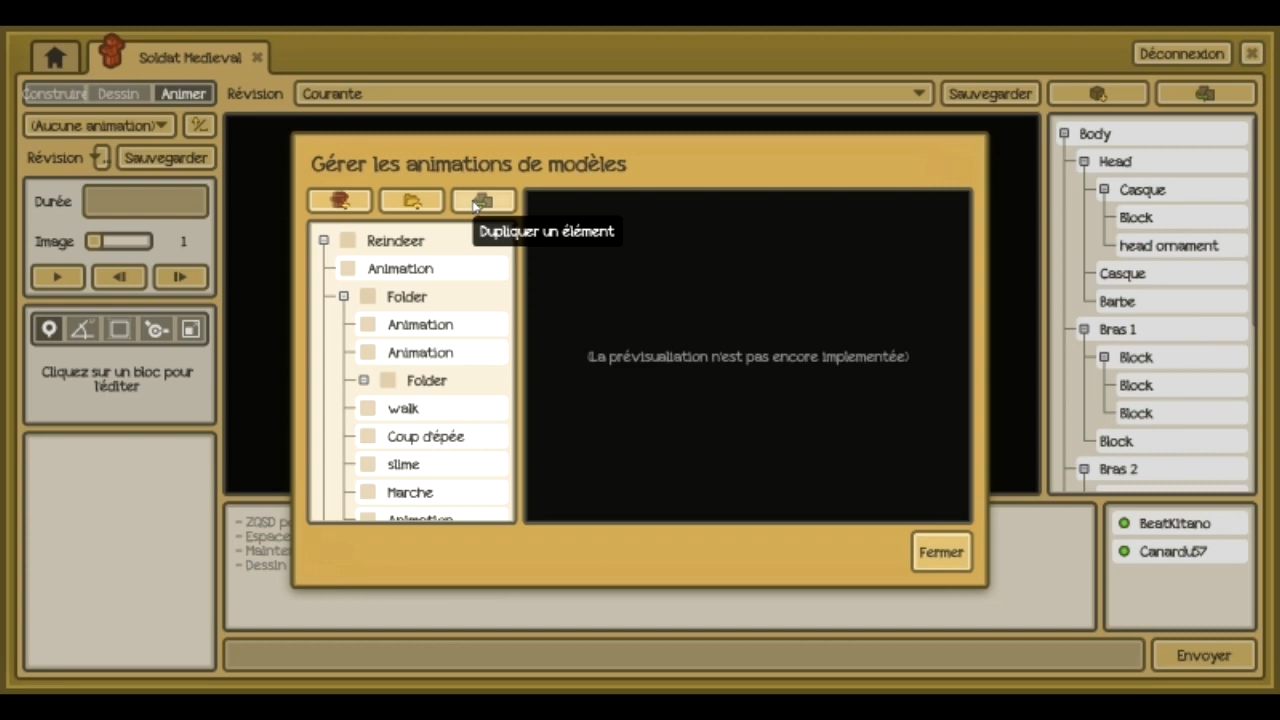 Soldat Medieval
Déconnexion
Construire Dessin Animer
Révision Courante Sauvegarder
(Aucune animation)
Révision ... Sauvegarder
Durée
Image 1
Cliquez sur un bloc pour
l'éditer
Gérer les animations de modèles
Dupliquer un élément
Reindeer
Animation
Folder
Animation
Animation
Folder
walk
Coup d'épée
slime
Marche
Animation
(La prévisualiation n'est pas encore implementée)
Fermer
Body
Head
Casque
Block
head ornament
Casque
Barbe
Bras 1
Block
Block
Block
Block
Bras 2
- ZQSD
- Espace
- Mainte
- Dessin
BeatKitano
Canardu57
Envoyer